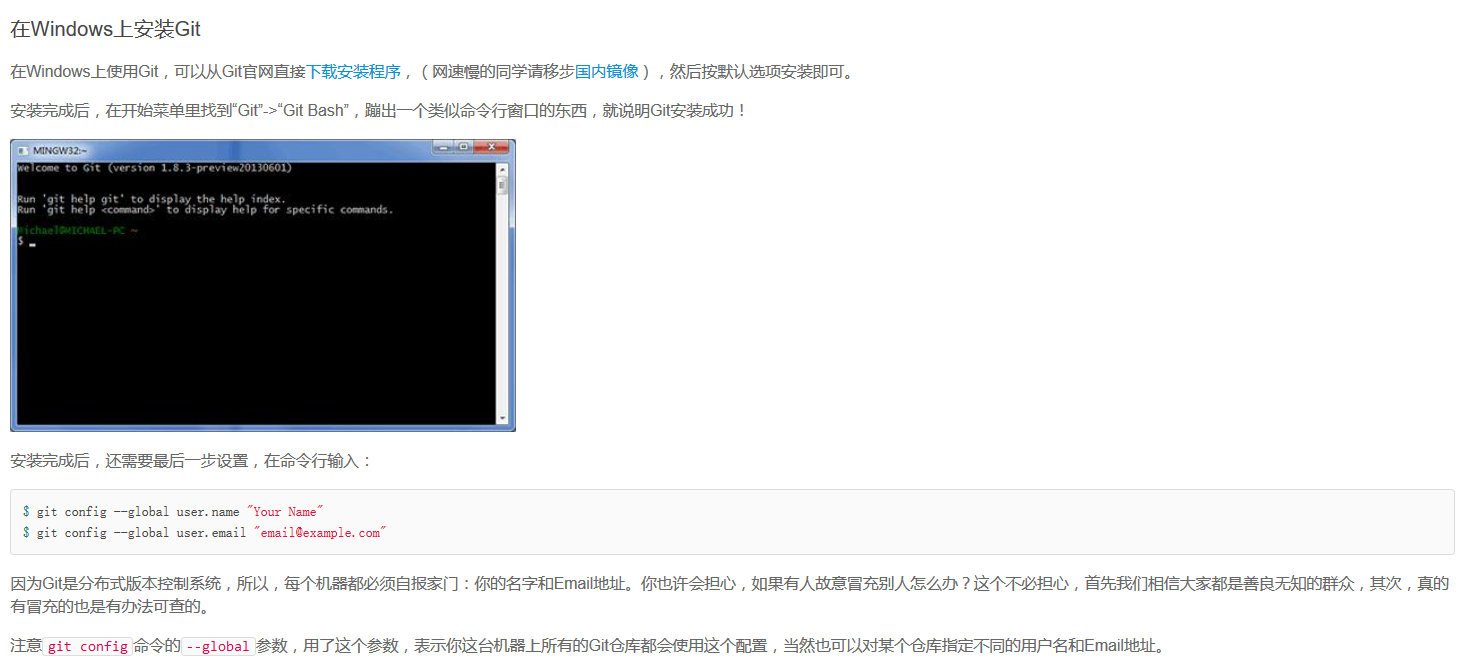 在Windows上安装Git
在Windows上使用Git，可以从Git官网直接下载安装程序，（网速慢的同学请移步国内镜像），然后按默认选项安装即可。
安装完成后，在开始菜单里找到“Git”->“Git Bash”，蹦出一个类似命令行窗口的东西，就说明Git安装成功！
MINGW32:~
Welcome to Git (version 1.8.3-preview20130601)
Run 'git help git' to display the help index.
Run 'git help <command>' to display help for specific commands.
Michael@MICHAEL-PC ~
$
安装完成后，还需要最后一步设置，在命令行输入：
$ git config --global user.name "Your Name"
$ git config --global user.email "email@example.com"
因为Git是分布式版本控制系统，所以，每个机器都必须自报家门：你的名字和Email地址。你也许会担心，如果有人故意冒充别人怎么办？这个不必担心，首先我们相信大家都是善良无知的群众，其次，真的
有冒充的也是有办法可查的。
注意git config命令的--global参数，用了这个参数，表示你这台机器上所有的Git仓库都会使用这个配置，当然也可以对某个仓库指定不同的用户名和Email地址。